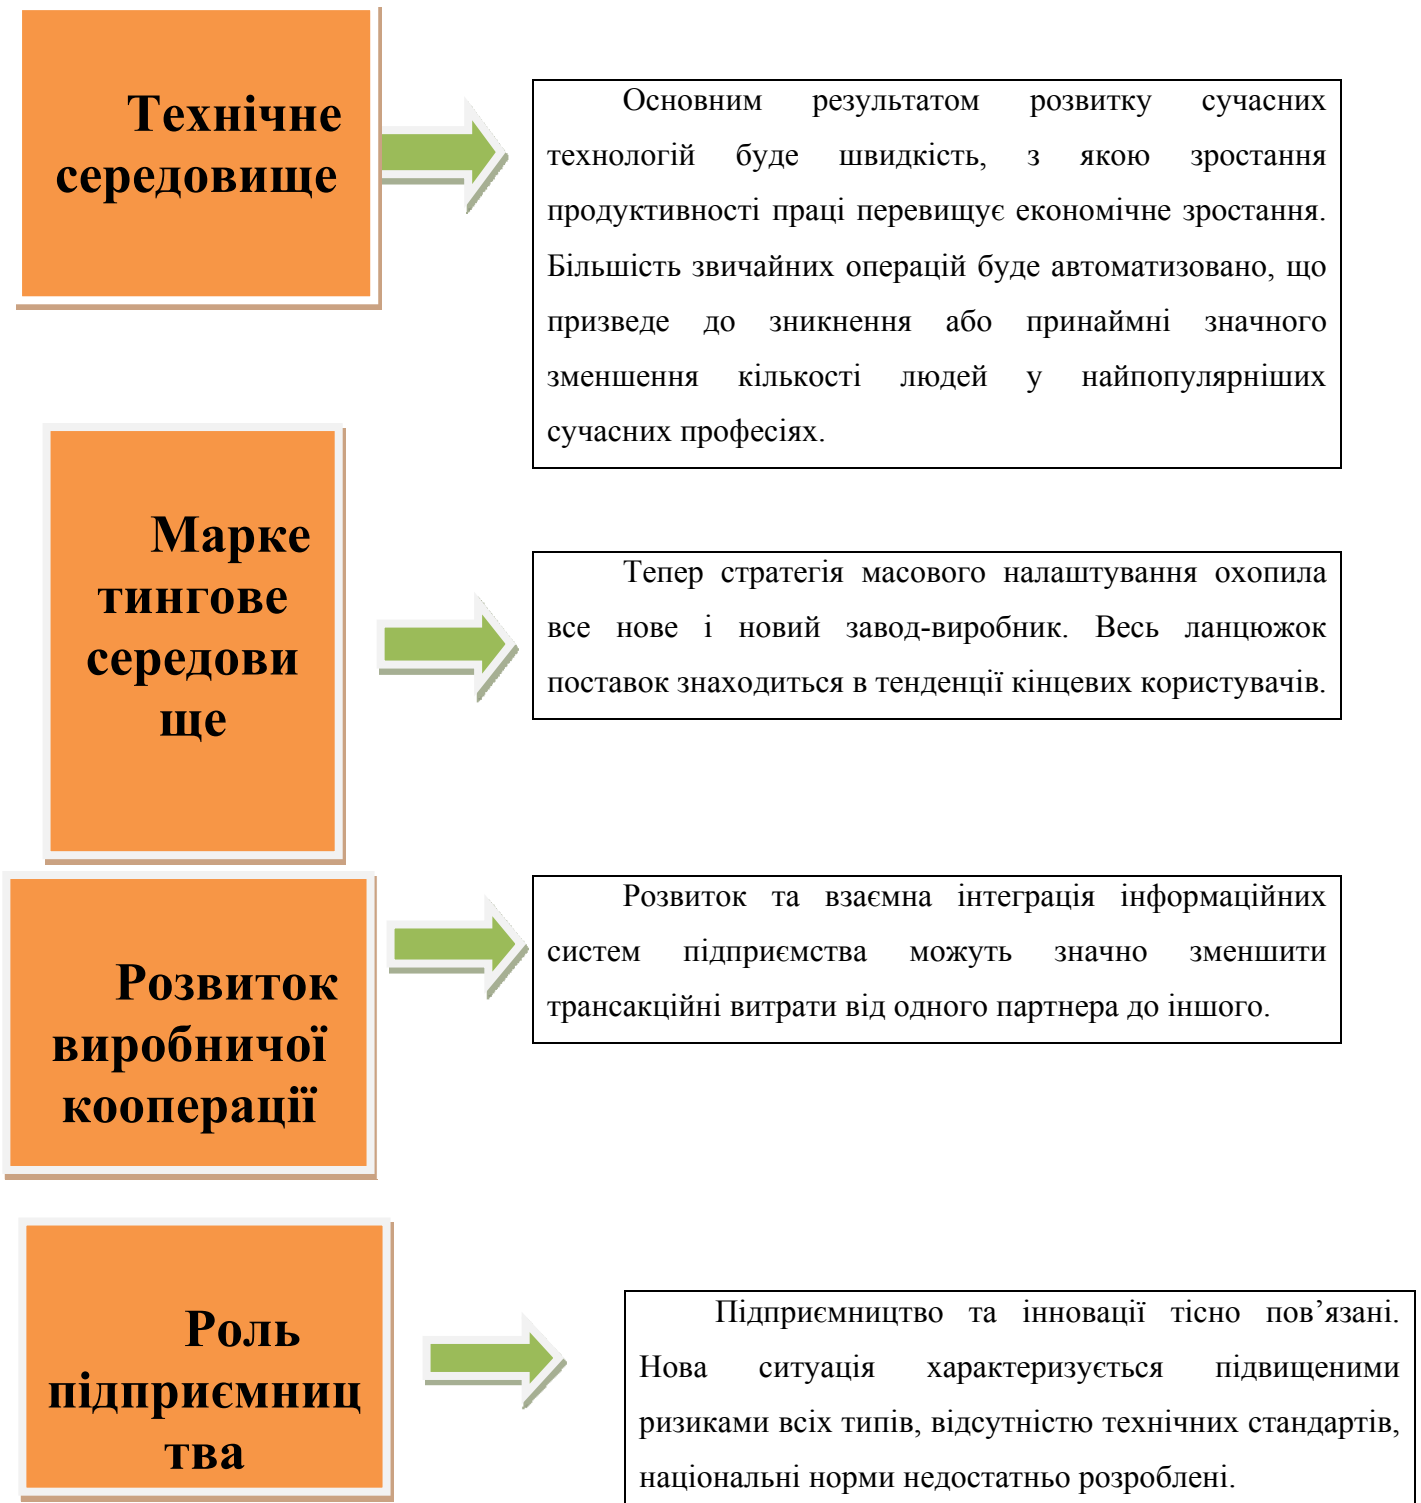 Технічне
середовище
Основним результатом розвитку сучасних
технологій буде швидкість, з якою зростання
продуктивності праці перевищує економічне зростання.
Більшість звичайних операцій буде автоматизовано, що
призведе до зникнення або принаймні значного
зменшення кількості людей у найпопулярніших
сучасних професіях.
Марке
тингове
середови
ще
Тепер стратегія масового налаштування охопила
все нове і новий завод-виробник. Весь ланцюжок
поставок знаходиться в тенденції кінцевих користувачів.
Розвиток
виробничої
кооперації
Розвиток та взаємна інтеграція інформаційних
систем підприємства можуть значно зменшити
трансакційні витрати від одного партнера до іншого.
Роль
підприємниц
тва
Підприємництво та інновації тісно пов’язані.
Нова ситуація характеризується підвищеними
ризиками всіх типів, відсутністю технічних стандартів,
національні норми недостатньо розроблені.